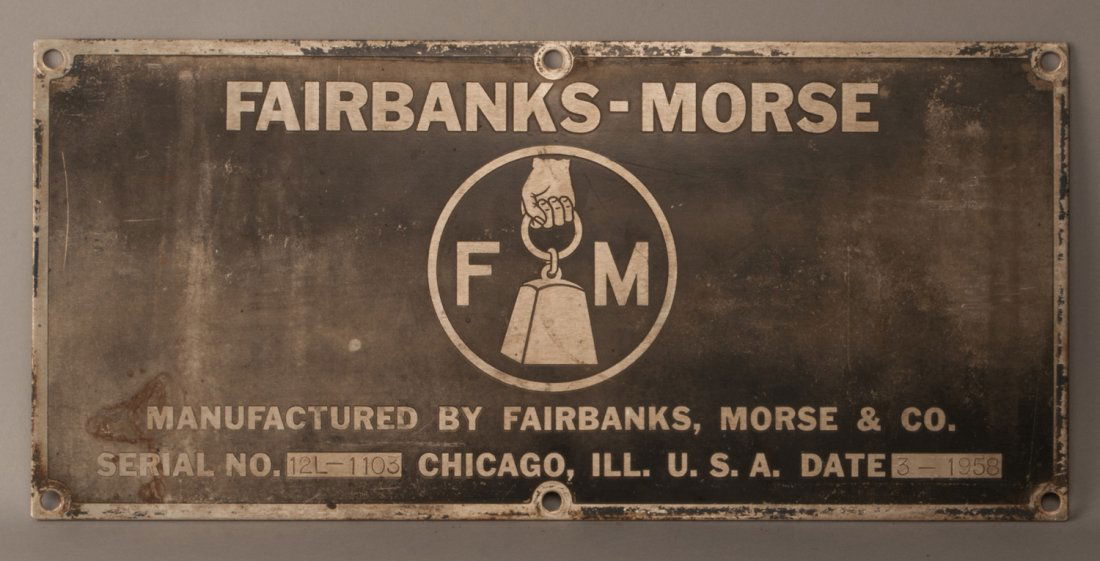 FAIRBANKS-MORSE
F M
MANUFACTURED BY FAIRBANKS, MORSE & CO.
SERIAL NO. 12L-1103 CHICAGO, ILL. U. S. A. DATE 3 - 1958